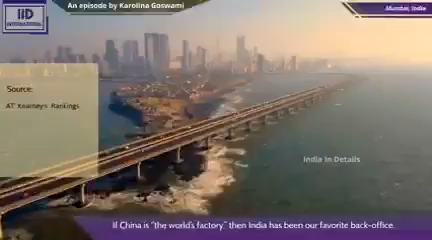 IID
INTERNATIONAL
An episode by Karolina Goswami
Mumbai, India
Source:
AT Kearney's Rankings
India In Details
If China is "the world's factory," then India has been our favorite back-office.